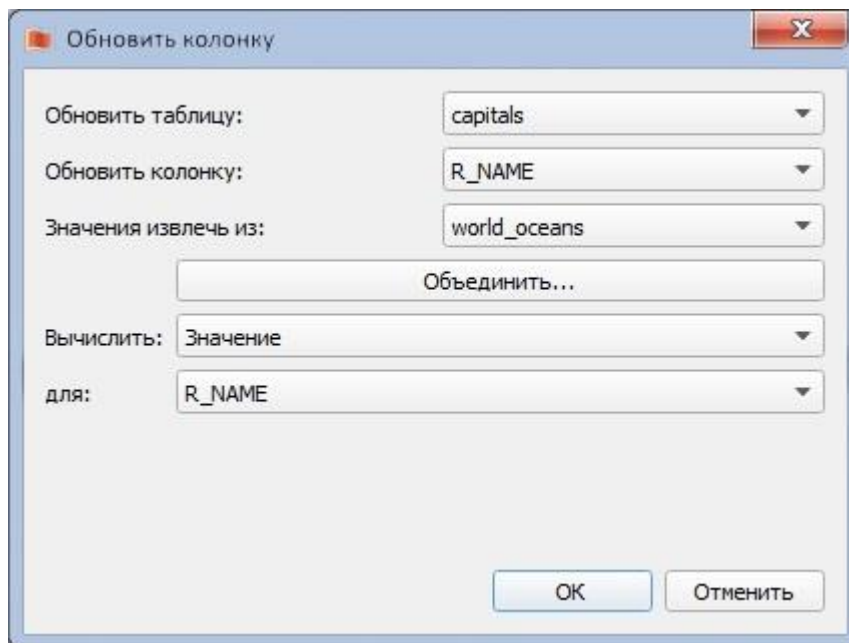 Обновить колонку
Обновить таблицу: capitals
Обновить колонку: R_NAME
Значения извлечь из: world_oceans
Объединить...
Вычислить: Значение
для: R_NAME
OK Отменить